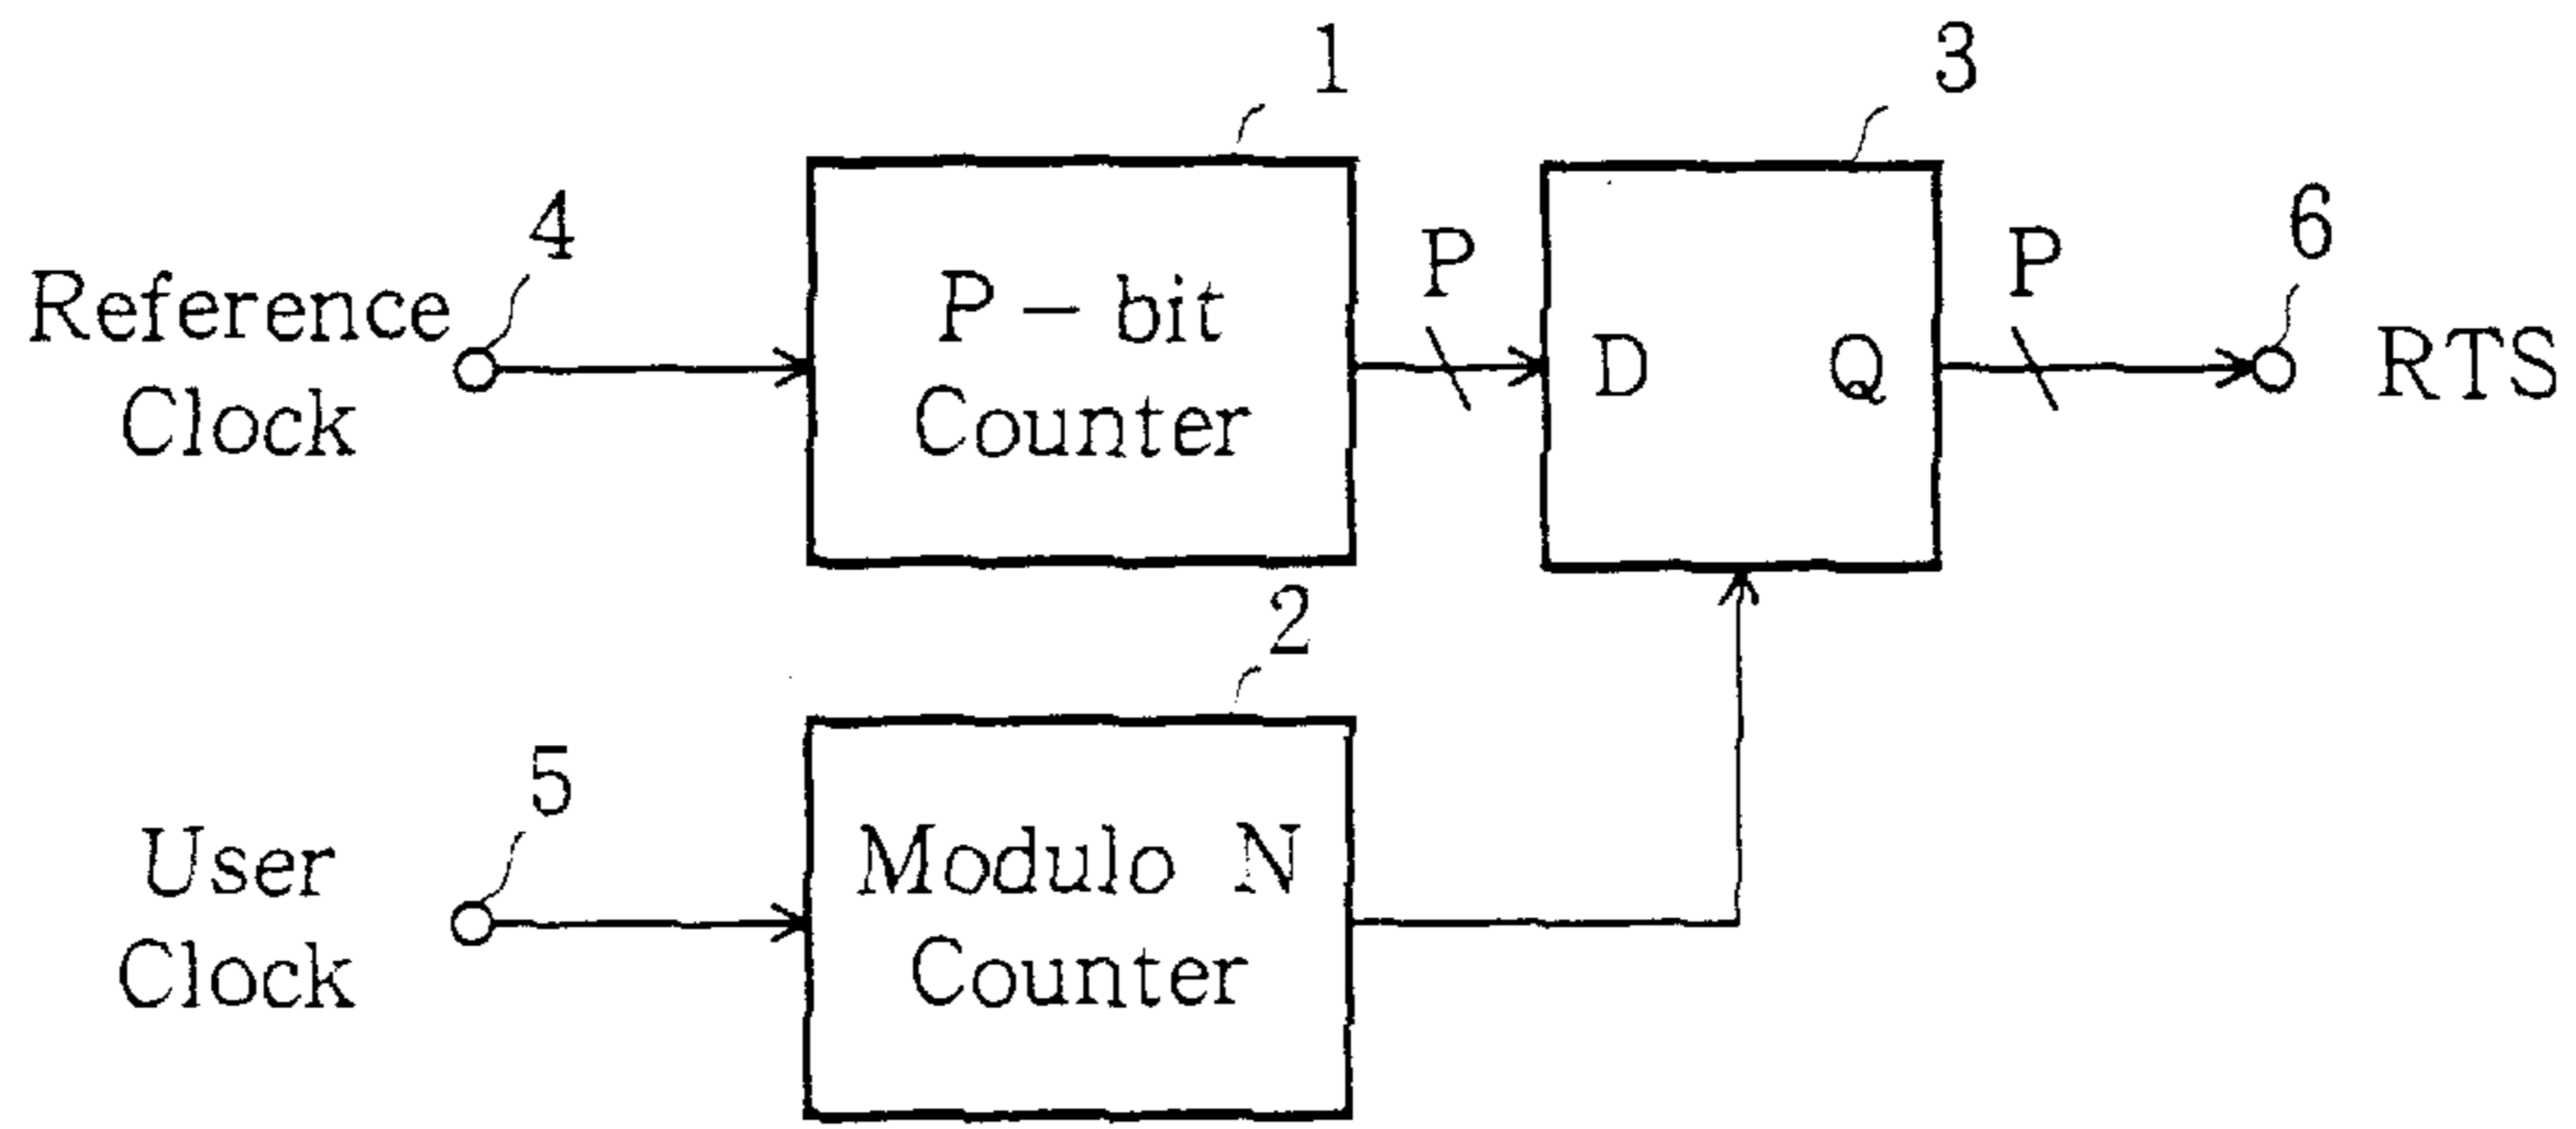 1
3
4
Reference
Clock
P - bit
Counter
P
D
Q
P
6
RTS
2
5
User
Clock
Modulo N
Counter